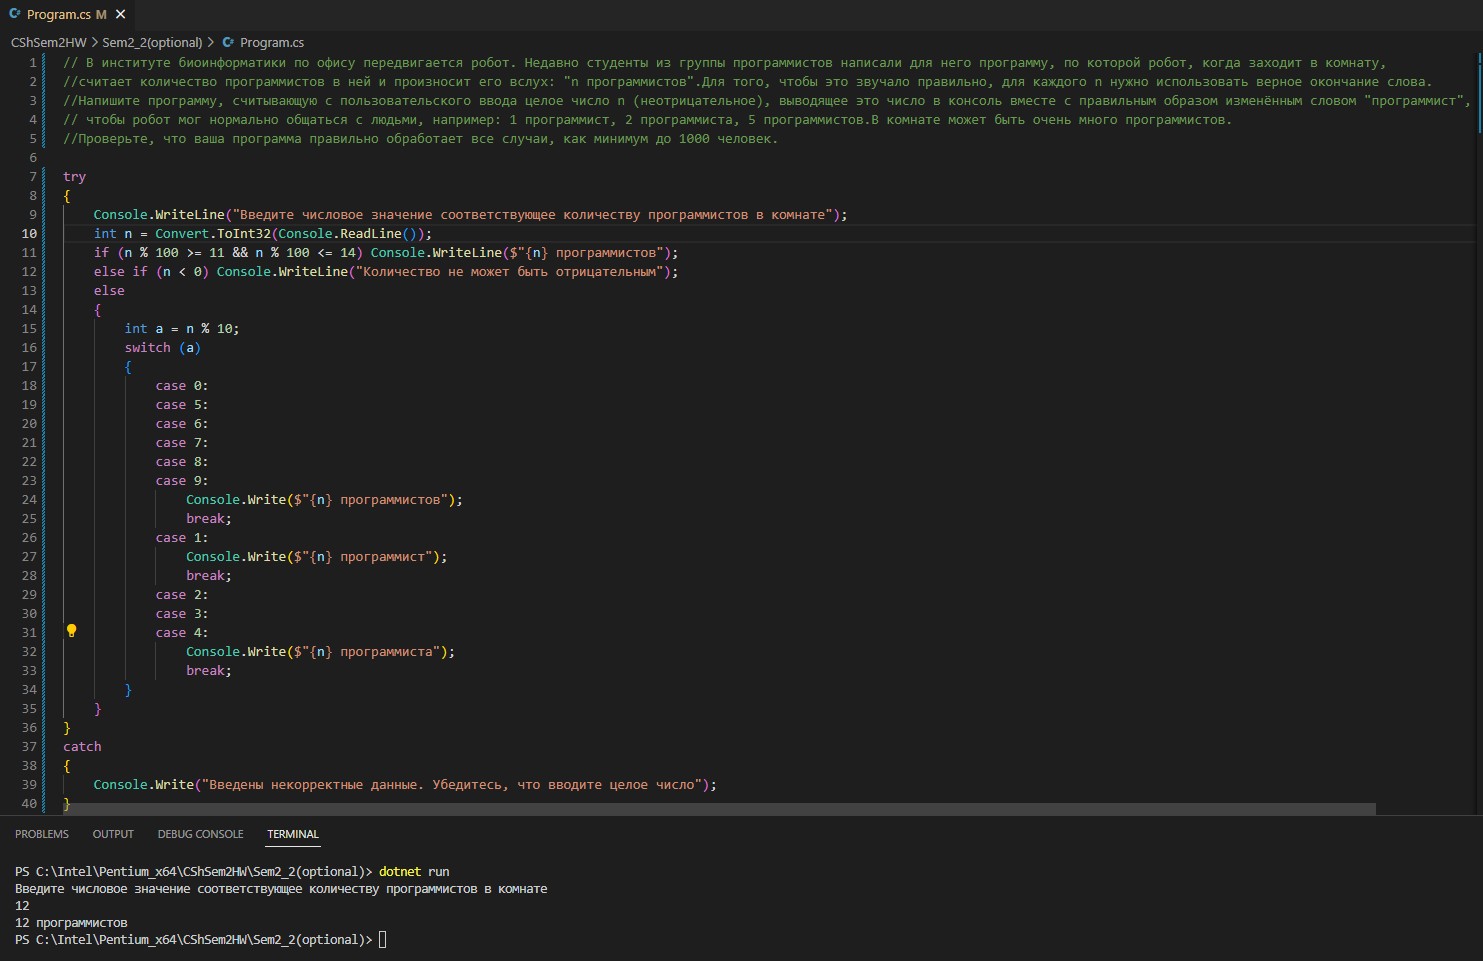 Program.cs M
CShSem2HW > Sem2_2(optional) > Program.cs
1 // В институте биоинформатики по офису передвигается робот. Недавно студенты из группы программистов написали для него программу, по которой робот, когда заходит в комнату,
2 //считает количество программистов в ней и произносит его вслух: "n программистов".Для того, чтобы это звучало правильно, для каждого n нужно использовать верное окончание слова.
3 //Напишите программу, считывающую с пользовательского ввода целое число n (неотрицательное), выводящее это число в консоль вместе с правильным образом изменённым словом "программист",
4 // чтобы робот мог нормально общаться с людьми, например: 1 программист, 2 программиста, 5 программистов.В комнате может быть очень много программистов.
5 //Проверьте, что ваша программа правильно обработает все случаи, как минимум до 1000 человек.
6
7 try
8 {
9 Console.WriteLine("Введите числовое значение соответствующее количеству программистов в комнате");
10 int n = Convert.ToInt32(Console.ReadLine());
11 if (n % 100 >= 11 && n % 100 <= 14) Console.WriteLine($"{n} программистов");
12 else if (n < 0) Console.WriteLine("Количество не может быть отрицательным");
13 else
14 {
15 int a = n % 10;
16 switch (a)
17 {
18 case 0:
19 case 5:
20 case 6:
21 case 7:
22 case 8:
23 case 9:
24 Console.Write($"{n} программистов");
25 break;
26 case 1:
27 Console.Write($"{n} программист");
28 break;
29 case 2:
30 case 3:
31 case 4:
32 Console.Write($"{n} программиста");
33 break;
34 }
35 }
36 }
37 catch
38 {
39 Console.Write("Введены некорректные данные. Убедитесь, что вводите целое число");
40 }
PROBLEMS OUTPUT DEBUG CONSOLE TERMINAL
PS C:\Intel\Pentium_x64\CShSem2HW\Sem2_2(optional)> dotnet run
Введите числовое значение соответствующее количеству программистов в комнате
12
12 программистов
PS C:\Intel\Pentium_x64\CShSem2HW\Sem2_2(optional)>